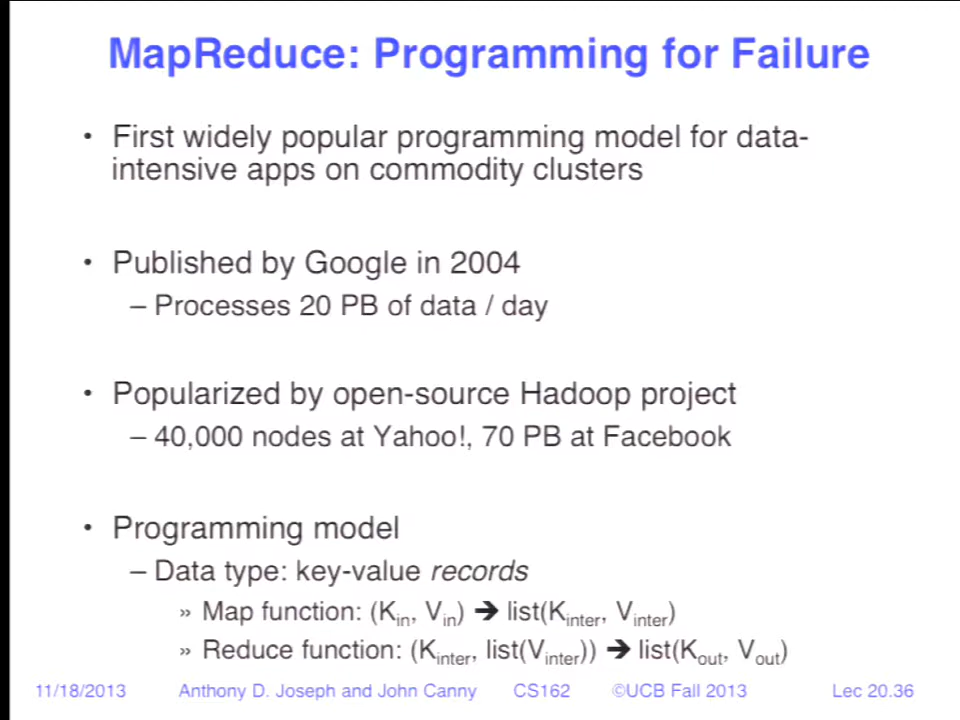 MapReduce: Programming for Failure
• First widely popular programming model for data-
intensive apps on commodity clusters
• Published by Google in 2004
– Processes 20 PB of data / day
• Popularized by open-source Hadoop project
– 40,000 nodes at Yahoo!, 70 PB at Facebook
• Programming model
– Data type: key-value records
» Map function: (Kin, Vin) ➔ list(Kinter, Vinter)
» Reduce function: (Kinter, list(Vinter)) ➔ list(Kout, Vout)
11/18/2013 Anthony D. Joseph and John Canny CS162 ©UCB Fall 2013 Lec 20.36